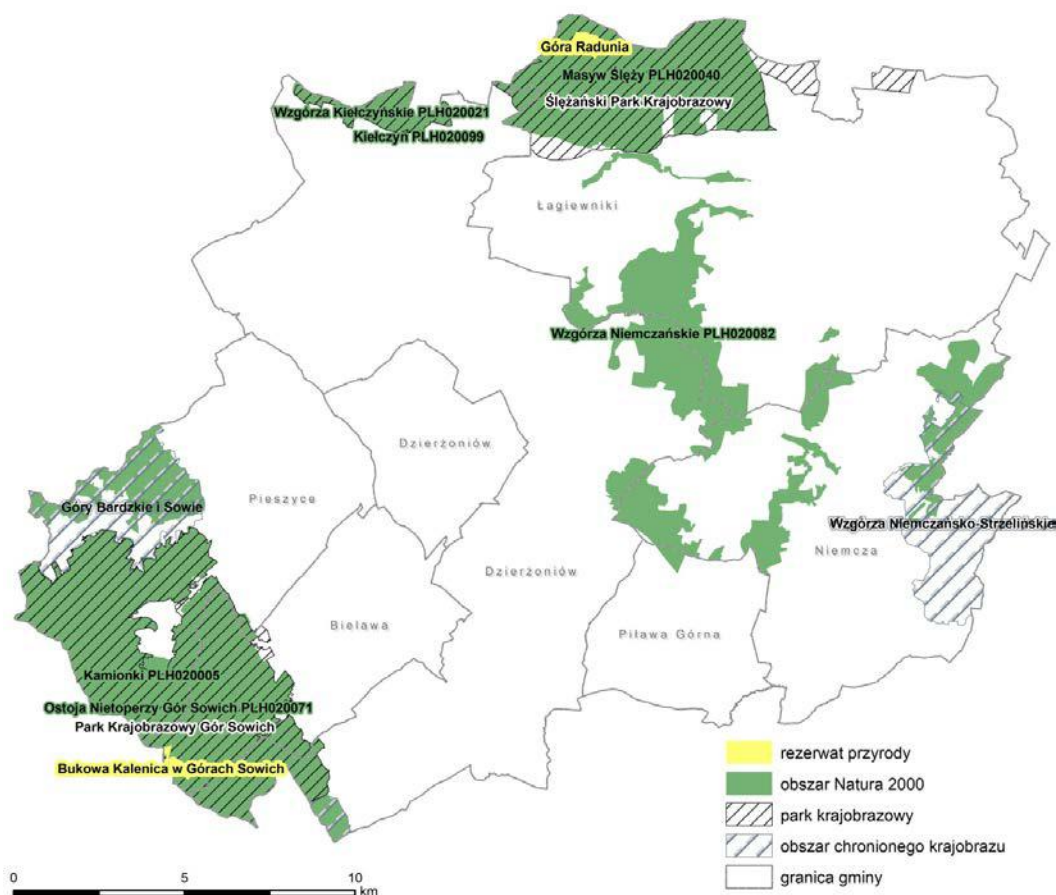 Góra Radunia
Masyw Ślęży PLH020040
Ślężański Park Krajobrazowy
Wzgórza Kiełczyńskie PLH020021
Kiełczyn PLH020099
Łagiewniki
Wzgórza Niemczańskie PLH020082
Dzierżoniów
Pieszyce
Góry Bardzkie i Sowie
Wzgórza Niemczańsko-Strzelińskie
Niemcza
Dzierżoniów
Bielawa
Piława Górna
Kamionki PLH020005
Ostoja Nietoperzy Gór Sowich PLH020071
Park Krajobrazowy Gór Sowich
Bukowa Kalenica w Górach Sowich
rezerwat przyrody
obszar Natura 2000
park krajobrazowy
obszar chronionego krajobrazu
granica gminy
0 5 10
km